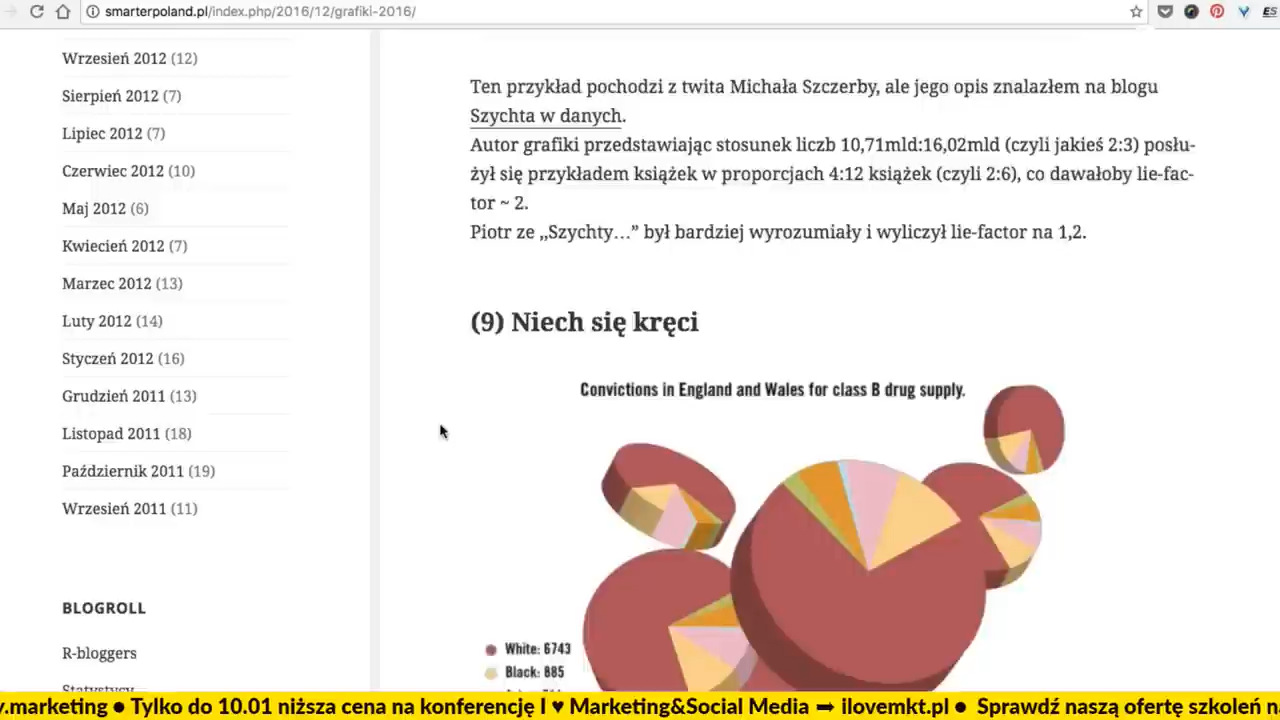 smarterpoland.pl/index.php/2016/12/grafiki-2016/
Wrzesień 2012 (12)
Sierpień 2012 (7)
Lipiec 2012 (7)
Czerwiec 2012 (10)
Maj 2012 (6)
Kwiecień 2012 (7)
Marzec 2012 (13)
Luty 2012 (14)
Styczeń 2012 (16)
Grudzień 2011 (13)
Listopad 2011 (18)
Październik 2011 (19)
Wrzesień 2011 (11)
BLOGROLL
R-bloggers
Statystycy
Ten przykład pochodzi z twita Michała Szczerby, ale jego opis znalazłem na blogu
Szychta w danych.
Autor grafiki przedstawiając stosunek liczb 10,71mld:16,02mld (czyli jakieś 2:3) posłu-
żył się przykładem książek w proporcjach 4:12 książek (czyli 2:6), co dawałoby lie-fac-
tor ~ 2.
Piotr ze „Szychty…” był bardziej wyrozumiały i wyliczył lie-factor na 1,2.
(9) Niech się kręci
Convictions in England and Wales for class B drug supply.
White: 6743
Black: 885
y.marketing ● Tylko do 10.01 niższa cena na konferencję I ♥ Marketing&Social Media ➡ ilovemkt.pl ● Sprawdź naszą ofertę szkoleń n